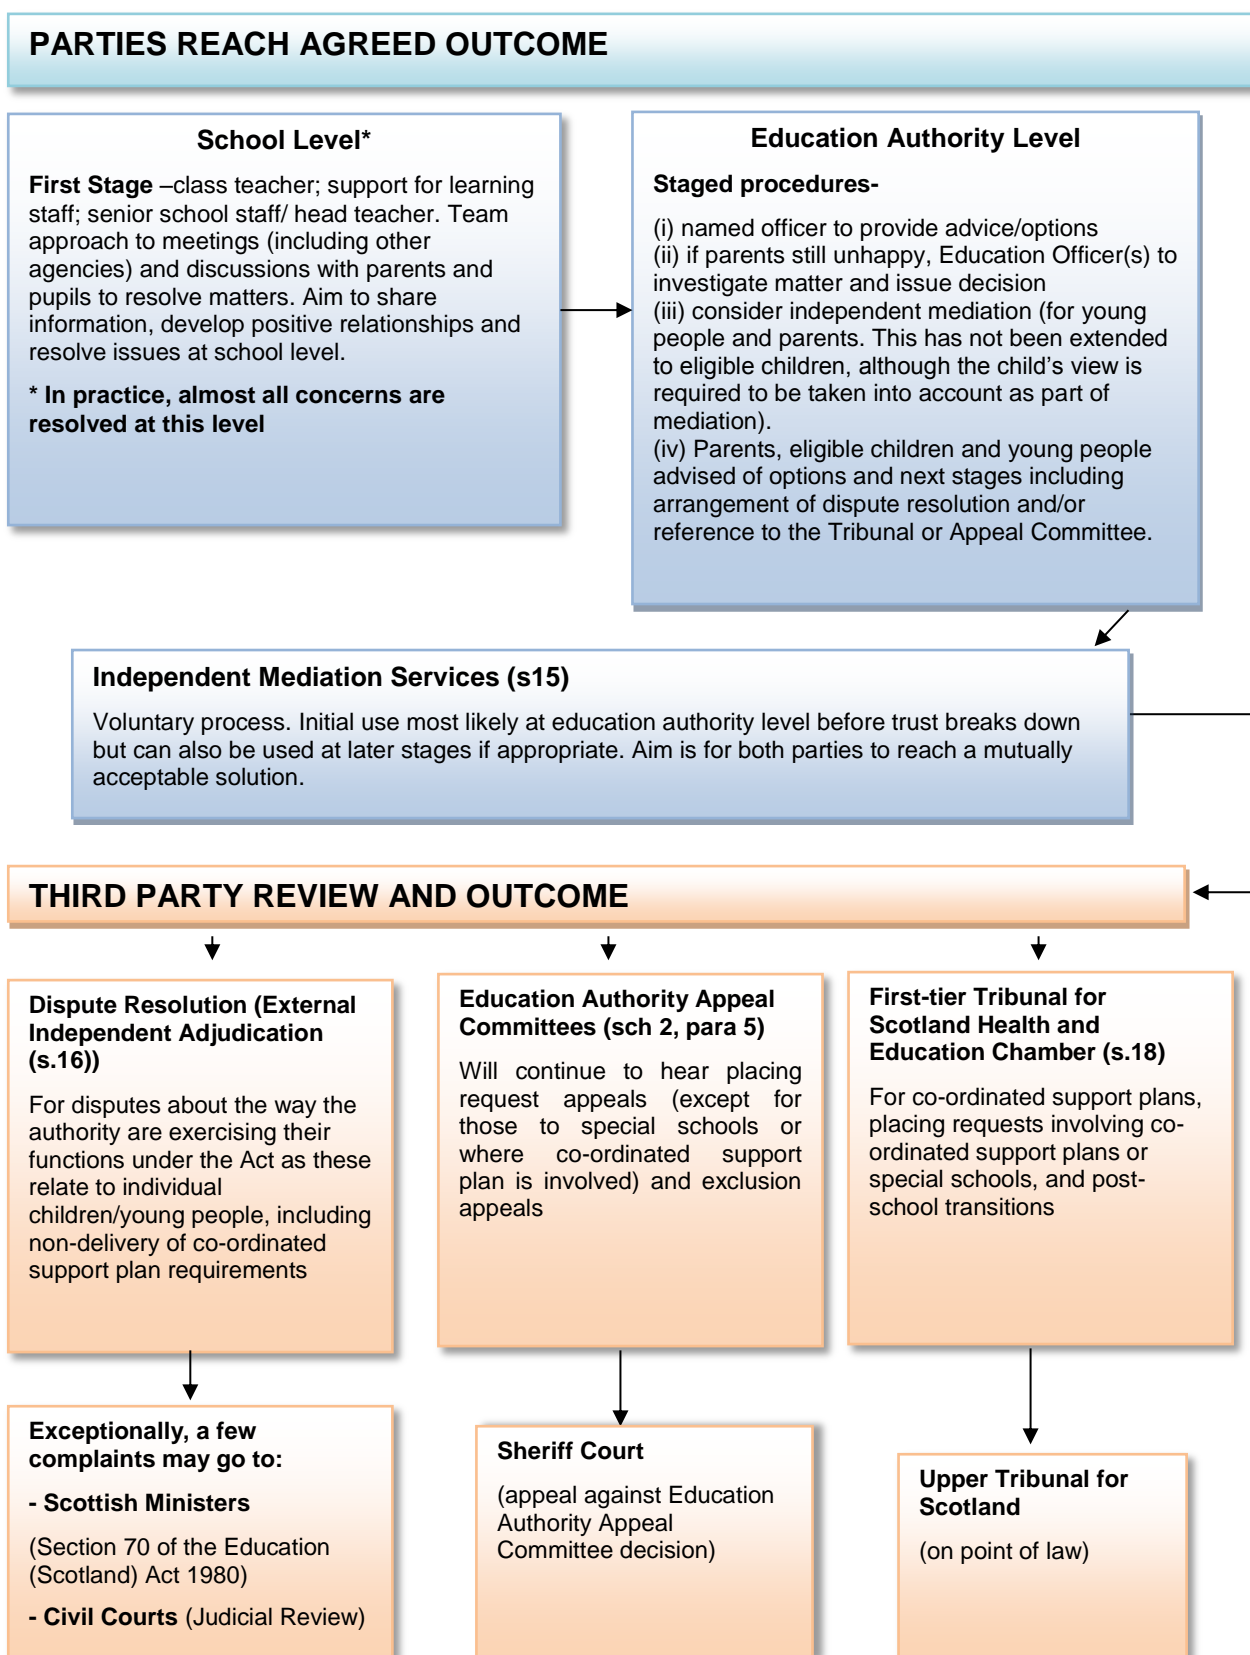 PARTIES REACH AGREED OUTCOME
School Level*
First Stage –class teacher; support for learning
staff; senior school staff/ head teacher. Team
approach to meetings (including other
agencies) and discussions with parents and
pupils to resolve matters. Aim to share
information, develop positive relationships and
resolve issues at school level.
* In practice, almost all concerns are
resolved at this level
Education Authority Level
Staged procedures-
(i) named officer to provide advice/options
(ii) if parents still unhappy, Education Officer(s) to
investigate matter and issue decision
(iii) consider independent mediation (for young
people and parents. This has not been extended
to eligible children, although the child’s view is
required to be taken into account as part of
mediation).
(iv) Parents, eligible children and young people
advised of options and next stages including
arrangement of dispute resolution and/or
reference to the Tribunal or Appeal Committee.
Independent Mediation Services (s15)
Voluntary process. Initial use most likely at education authority level before trust breaks down
but can also be used at later stages if appropriate. Aim is for both parties to reach a mutually
acceptable solution.
THIRD PARTY REVIEW AND OUTCOME
Dispute Resolution (External
Independent Adjudication
(s.16))
For disputes about the way the
authority are exercising their
functions under the Act as these
relate to individual
children/young people, including
non-delivery of co-ordinated
support plan requirements
Education Authority Appeal
Committees (sch 2, para 5)
Will continue to hear placing
request appeals (except for
those to special schools or
where co-ordinated support
plan is involved) and exclusion
appeals
First-tier Tribunal for
Scotland Health and
Education Chamber (s.18)
For co-ordinated support plans,
placing requests involving co-
ordinated support plans or
special schools, and post-
school transitions
Exceptionally, a few
complaints may go to:
- Scottish Ministers
(Section 70 of the Education
(Scotland) Act 1980)
- Civil Courts (Judicial Review)
Sheriff Court
(appeal against Education
Authority Appeal
Committee decision)
Upper Tribunal for
Scotland
(on point of law)